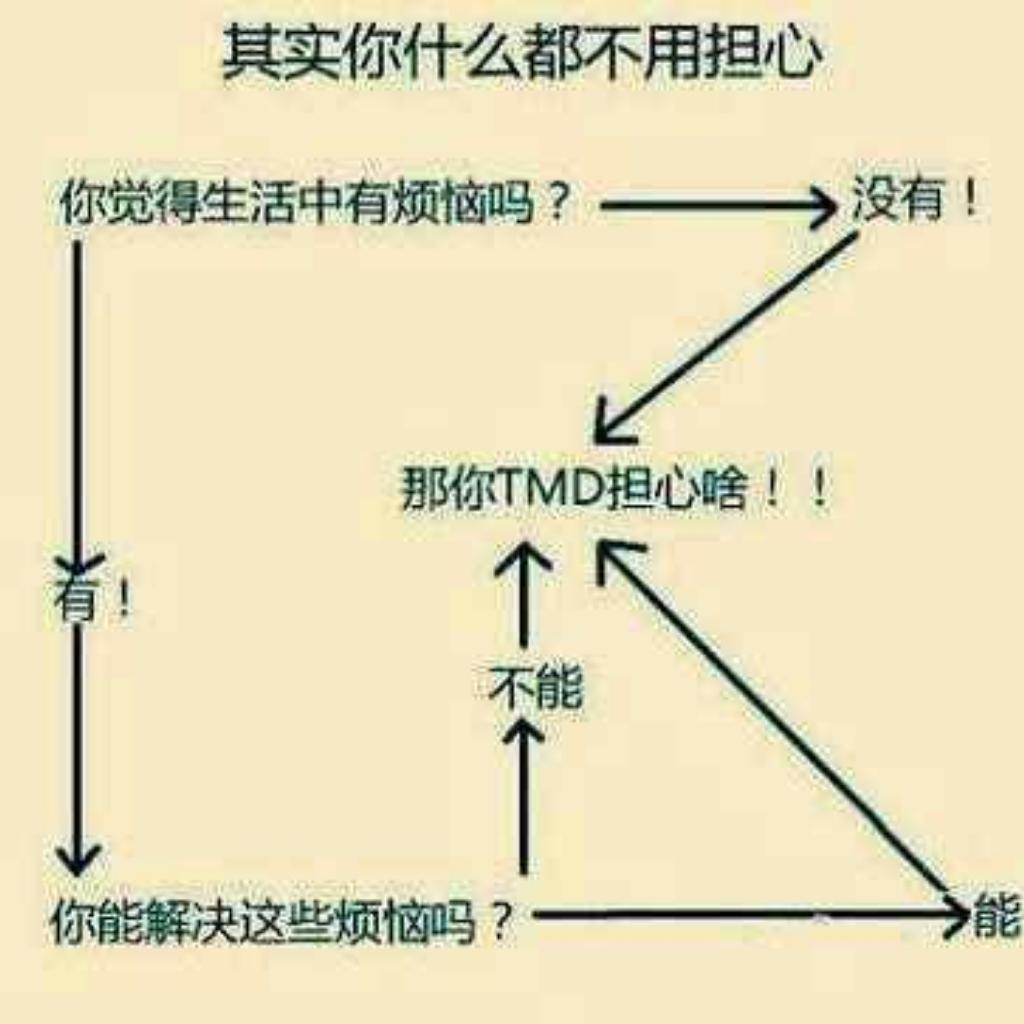 其实你什么都不用担心
你觉得生活中有烦恼吗？
没有！
那你TMD担心啥！！
有！
不能
你能解决这些烦恼吗？
能